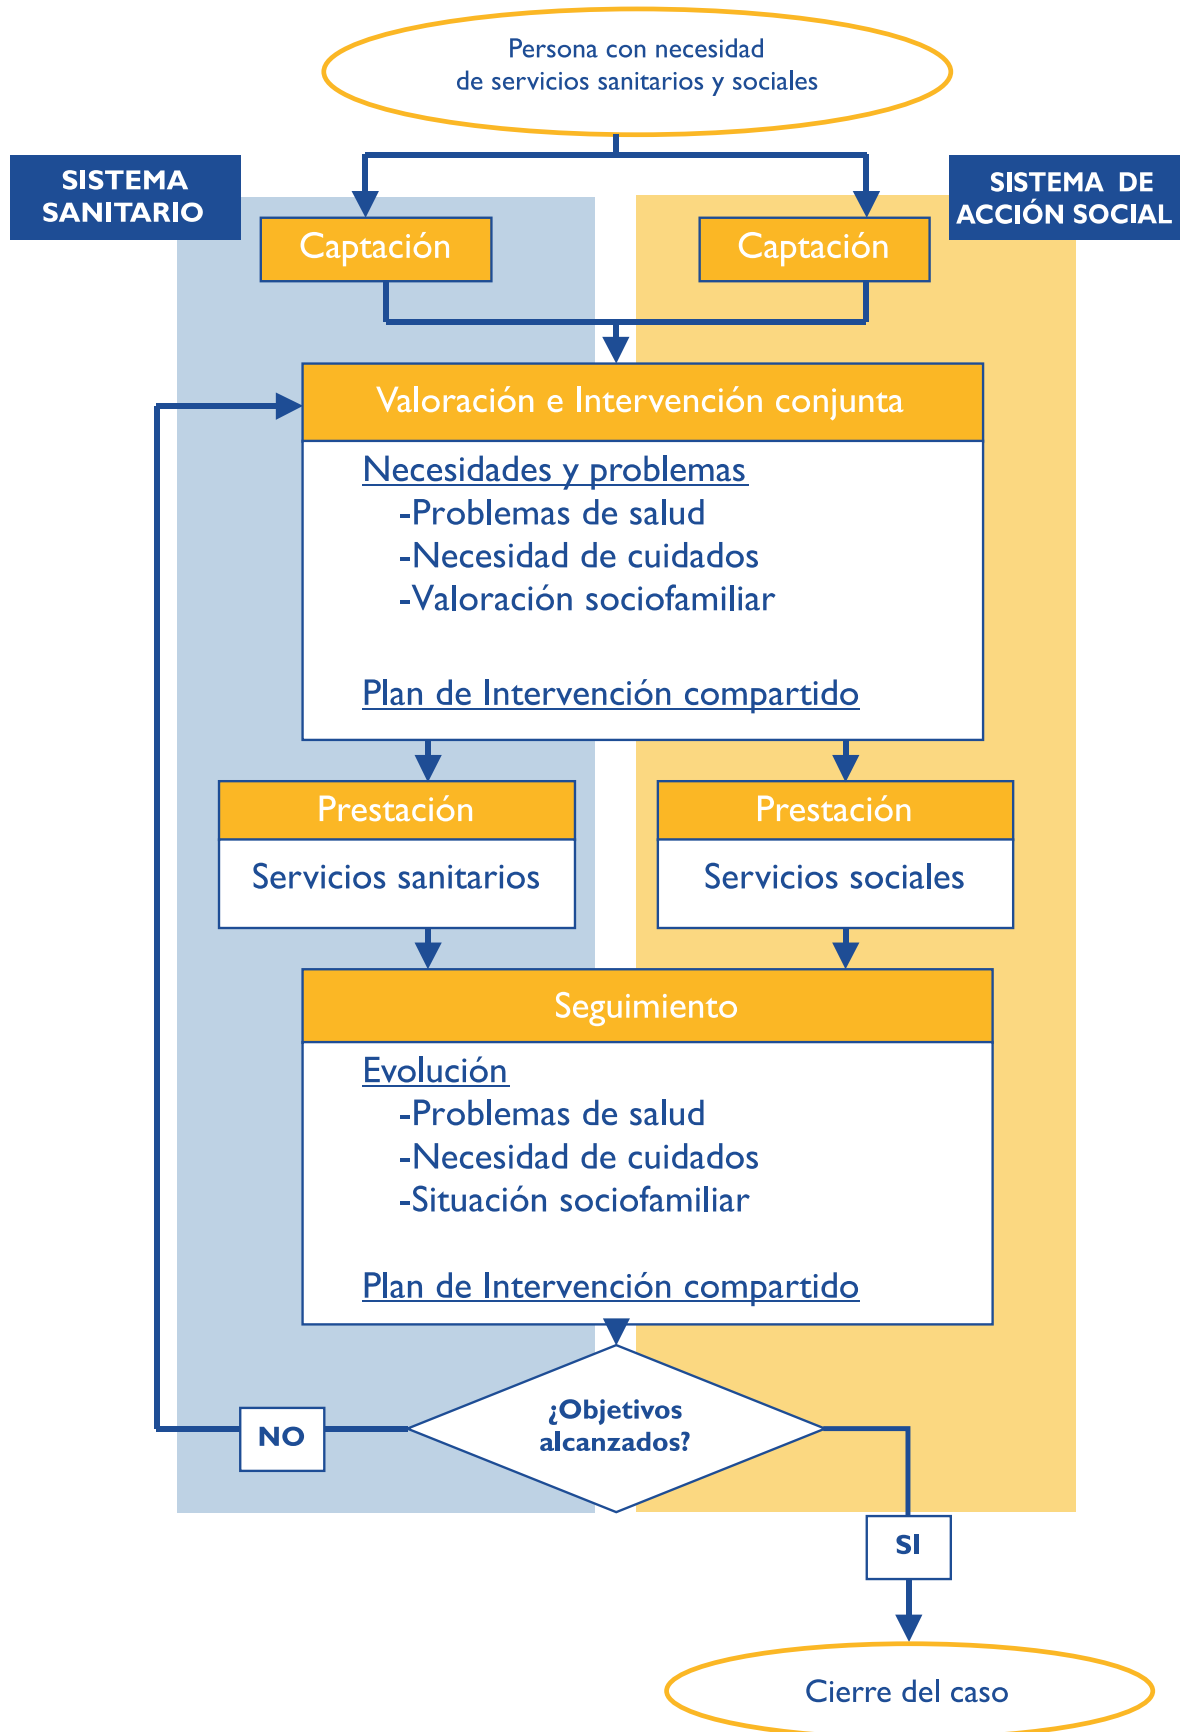 Persona con necesidad
de servicios sanitarios y sociales
SISTEMA
SANITARIO
SISTEMA DE
ACCIÓN SOCIAL
Captación
Captación
Valoración e Intervención conjunta
Necesidades y problemas
-Problemas de salud
-Necesidad de cuidados
-Valoración sociofamiliar
Plan de Intervención compartido
Prestación
Servicios sanitarios
Prestación
Servicios sociales
Seguimiento
Evolución
-Problemas de salud
-Necesidad de cuidados
-Situación sociofamiliar
Plan de Intervención compartido
¿Objetivos
alcanzados?
NO
SI
Cierre del caso